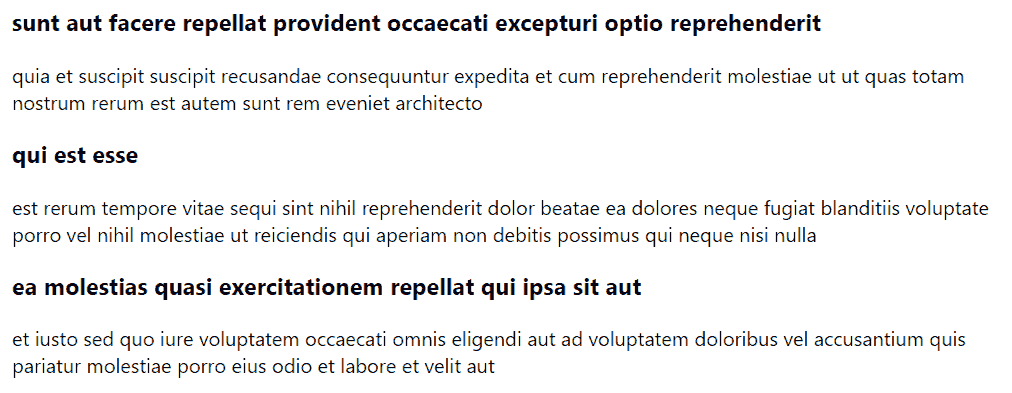 sunt aut facere repellat provident occaecati excepturi optio reprehenderit
quia et suscipit suscipit recusandae consequuntur expedita et cum reprehenderit molestiae ut ut quas totam
nostrum rerum est autem sunt rem eveniet architecto
qui est esse
est rerum tempore vitae sequi sint nihil reprehenderit dolor beatae ea dolores neque fugiat blanditiis voluptate
porro vel nihil molestiae ut reiciendis qui aperiam non debitis possimus qui neque nisi nulla
ea molestias quasi exercitationem repellat qui ipsa sit aut
et iusto sed quo iure voluptatem occaecati omnis eligendi aut ad voluptatem doloribus vel accusantium quis
pariatur molestiae porro eius odio et labore et velit aut